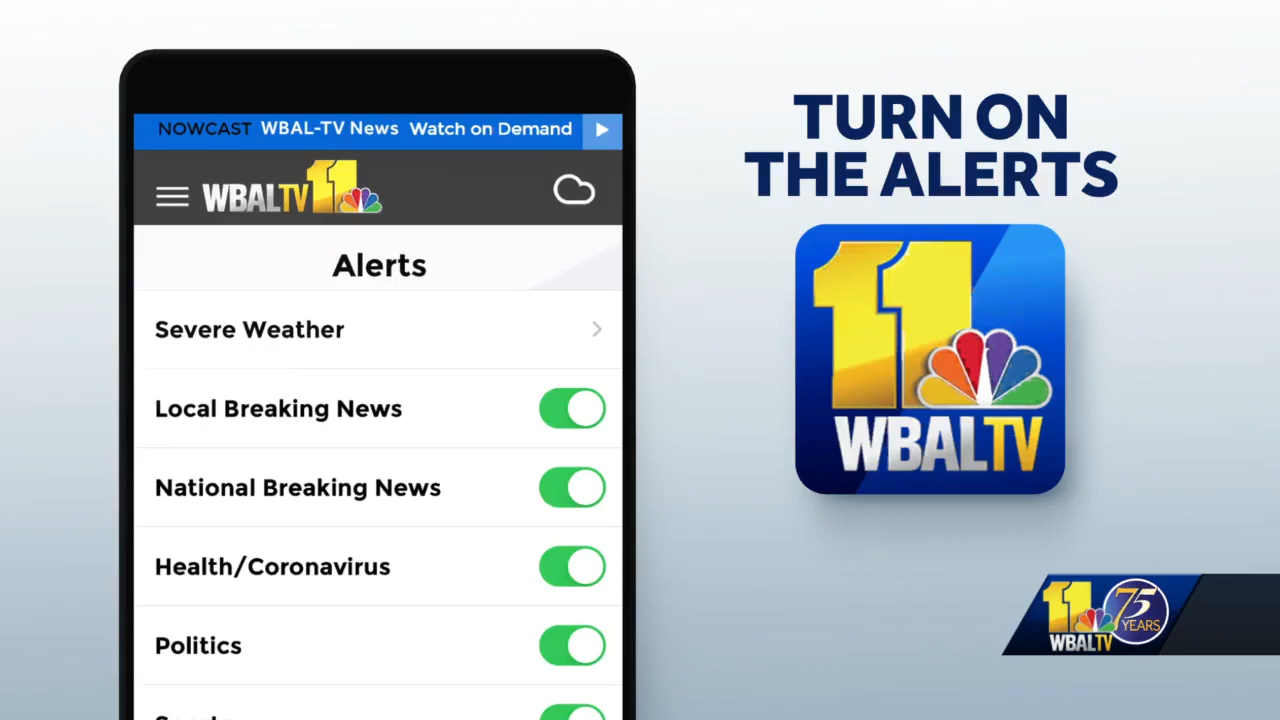 NOWCAST WBAL-TV News Watch on Demand
WBALTV 11
Alerts
Severe Weather
Local Breaking News
National Breaking News
Health/Coronavirus
Politics
TURN ON
THE ALERTS
11
WBALTV
11 75
YEARS
WBALTV